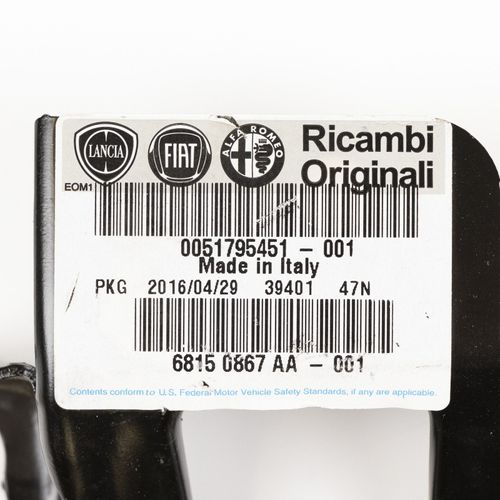 LANCIA FIAT ALFA ROMEO Ricambi
Originali
EOM1
0051795451 - 001
Made in Italy
PKG 2016/04/29 39401 47N
6815 0867 AA - 001
Contents conform to U.S. Federal Motor Vehicle Safety Standards, if any are applicable.